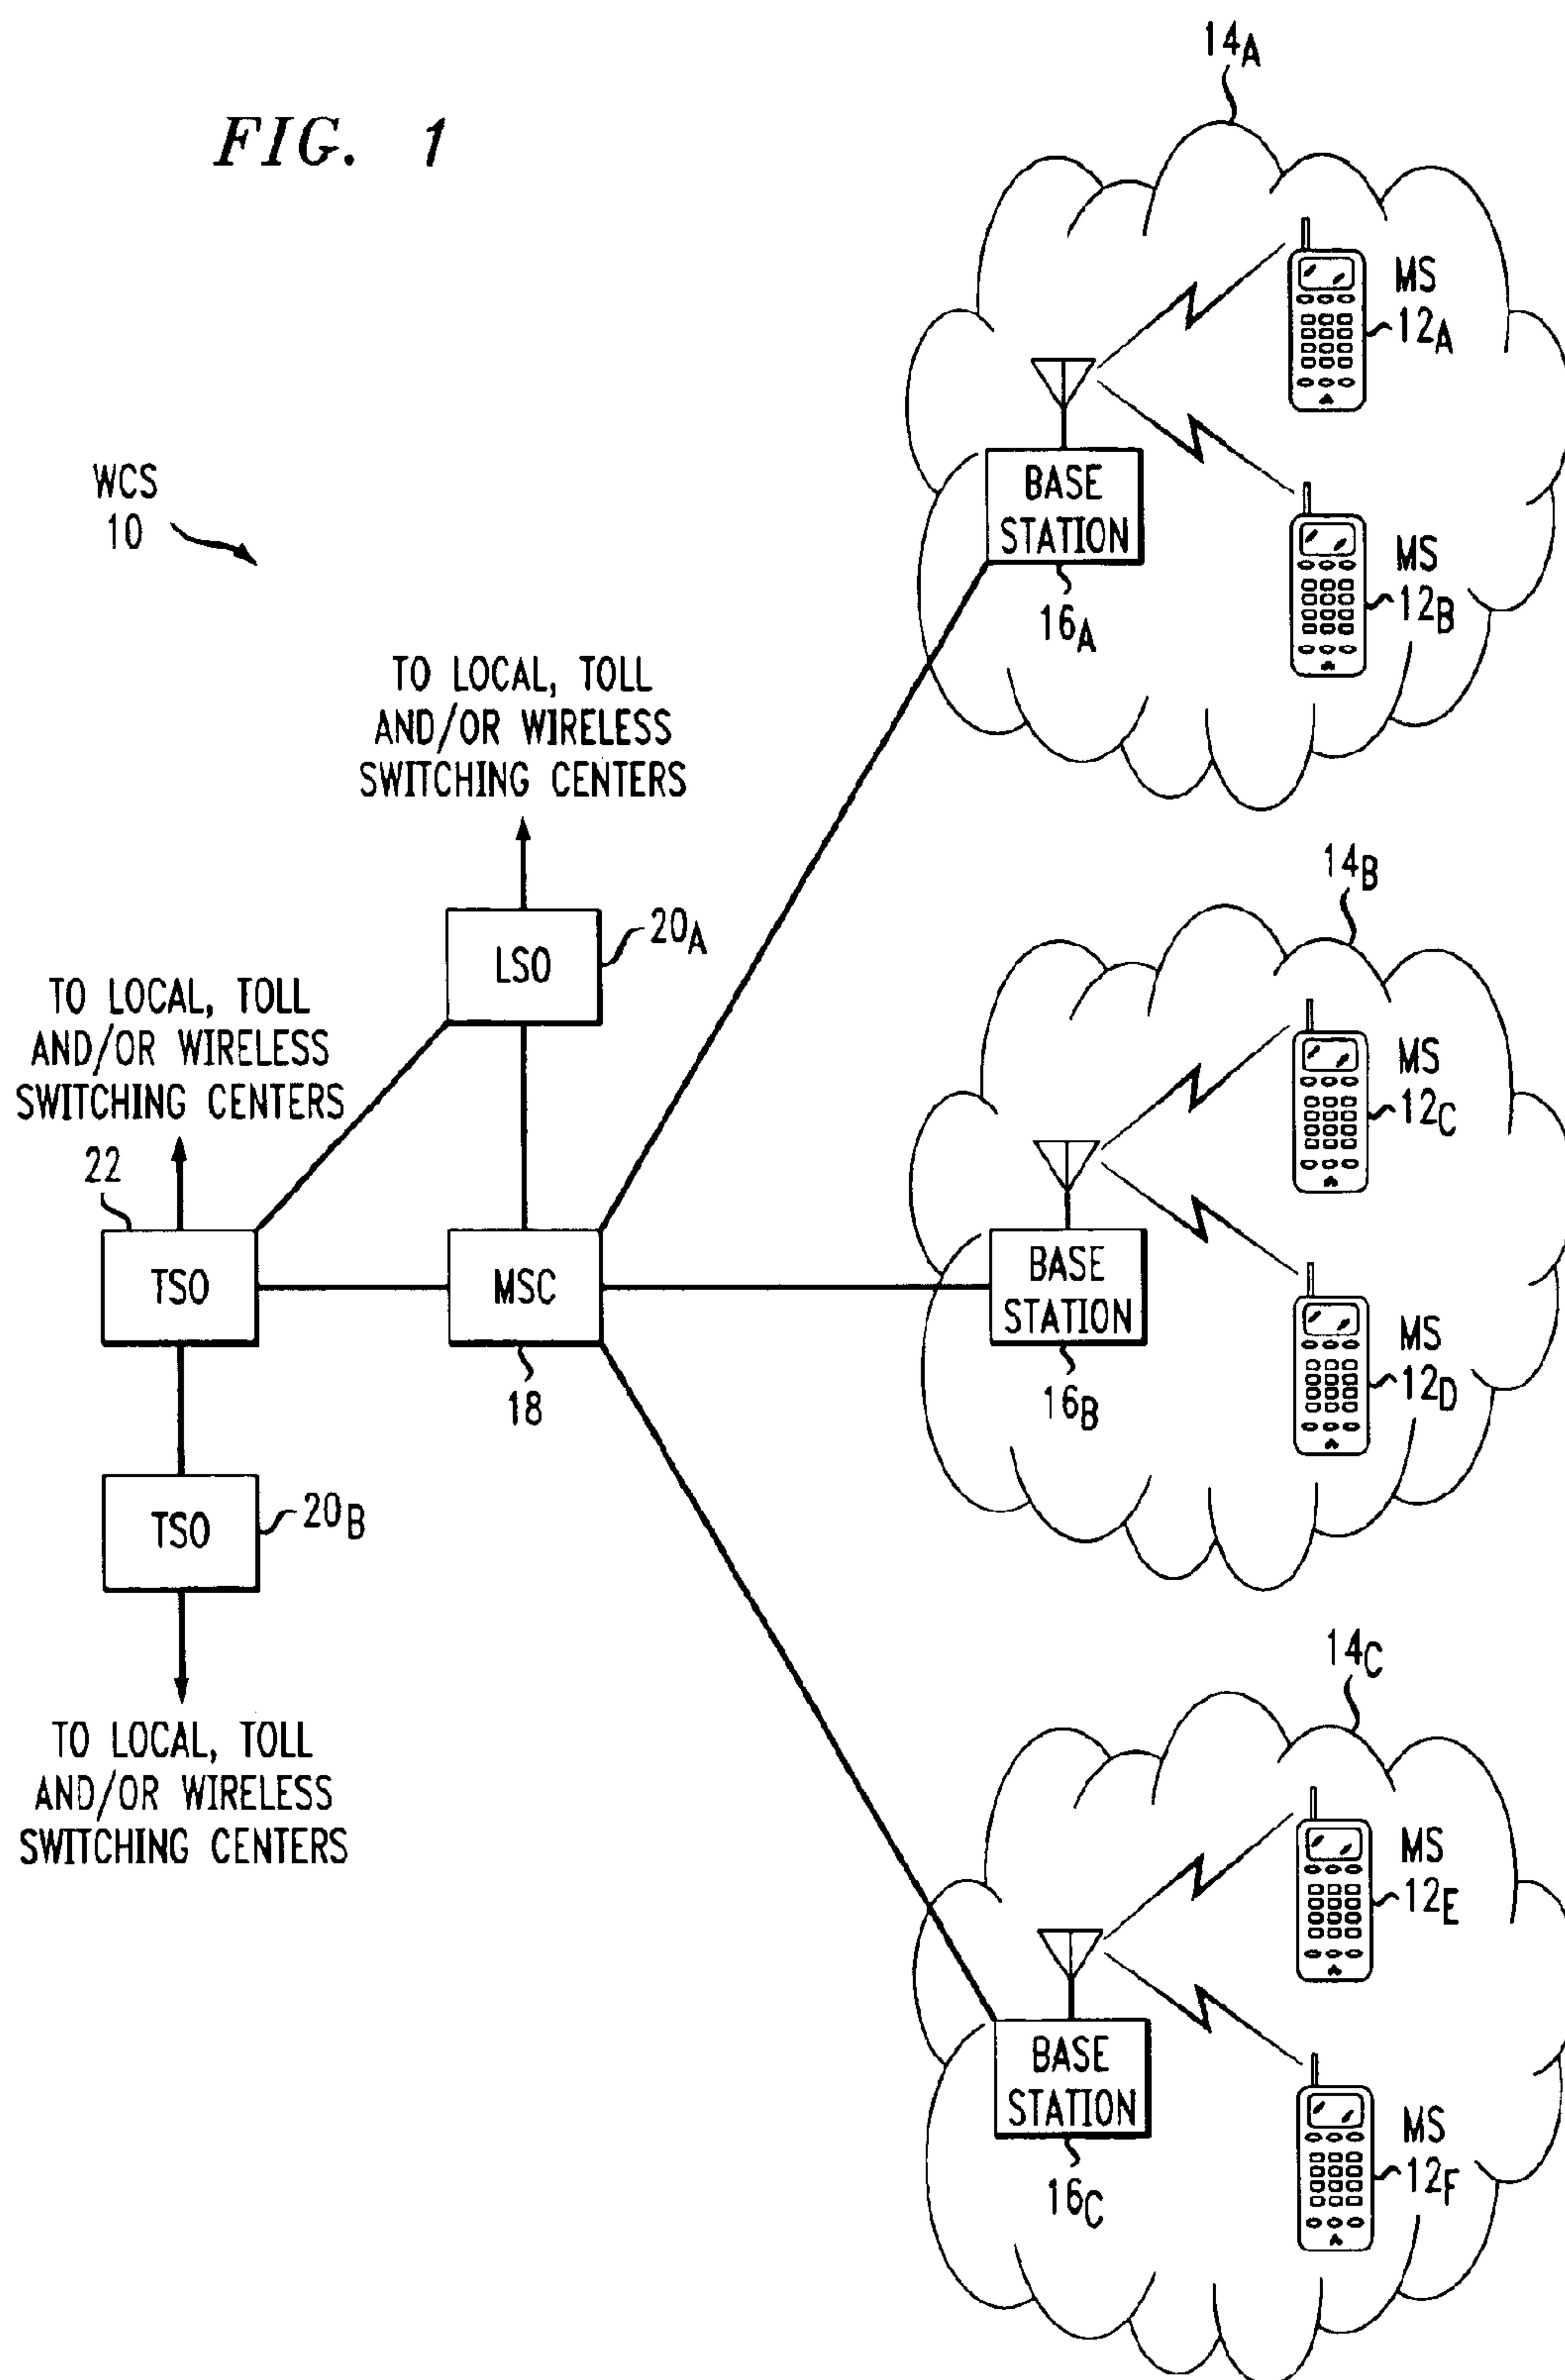 FIG. 1
14A
MS
12A
BASE
STATION
16A
MS
12B
WCS
10
TO LOCAL, TOLL
AND/OR WIRELESS
SWITCHING CENTERS
LSO
20A
TO LOCAL, TOLL
AND/OR WIRELESS
SWITCHING CENTERS
22
TSO
MSC
18
TSO
20B
TO LOCAL, TOLL
AND/OR WIRELESS
SWITCHING CENTERS
14B
MS
12C
BASE
STATION
16B
MS
12D
14C
MS
12E
BASE
STATION
16C
MS
12F